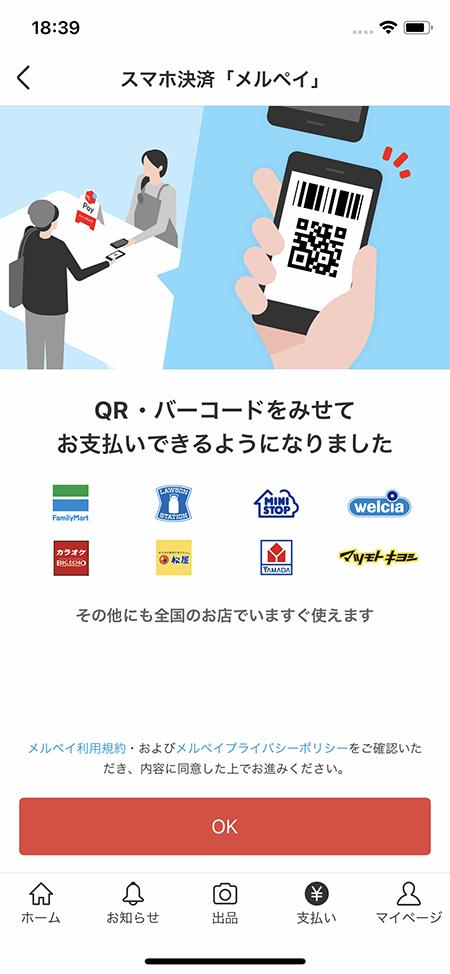 18:39
スマホ決済「メルペイ」
Pay
QR・バーコードをみせて
お支払いできるようになりました
FamilyMart
LAWSON
STATION
MINI
STOP
welcia
カラオケ
BIG ECHO
松屋
YAMADA
マツモトキヨシ
その他にも全国のお店でいますぐ使えます
メルペイ利用規約・およびメルペイプライバシーポリシーをご確認いた
だき、内容に同意した上でお進みください。
OK
ホーム
お知らせ
出品
支払い
マイページ